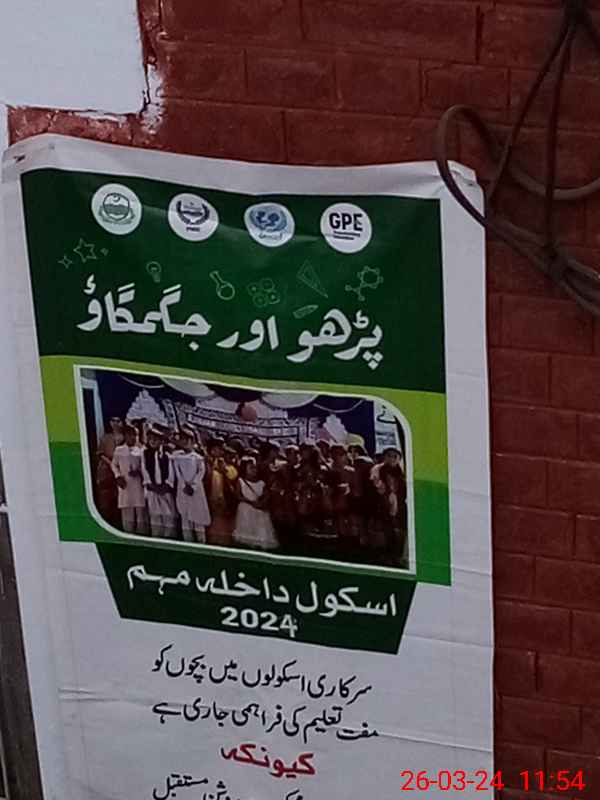 GPE
پڑھو اور جگمگاؤ
اسکول داخلہ مہم
2024
سرکاری اسکولوں میں بچوں کو
مفت تعلیم کی فراہمی جاری ہے
کیونکہ
مستقبل
26-03-24 11:54